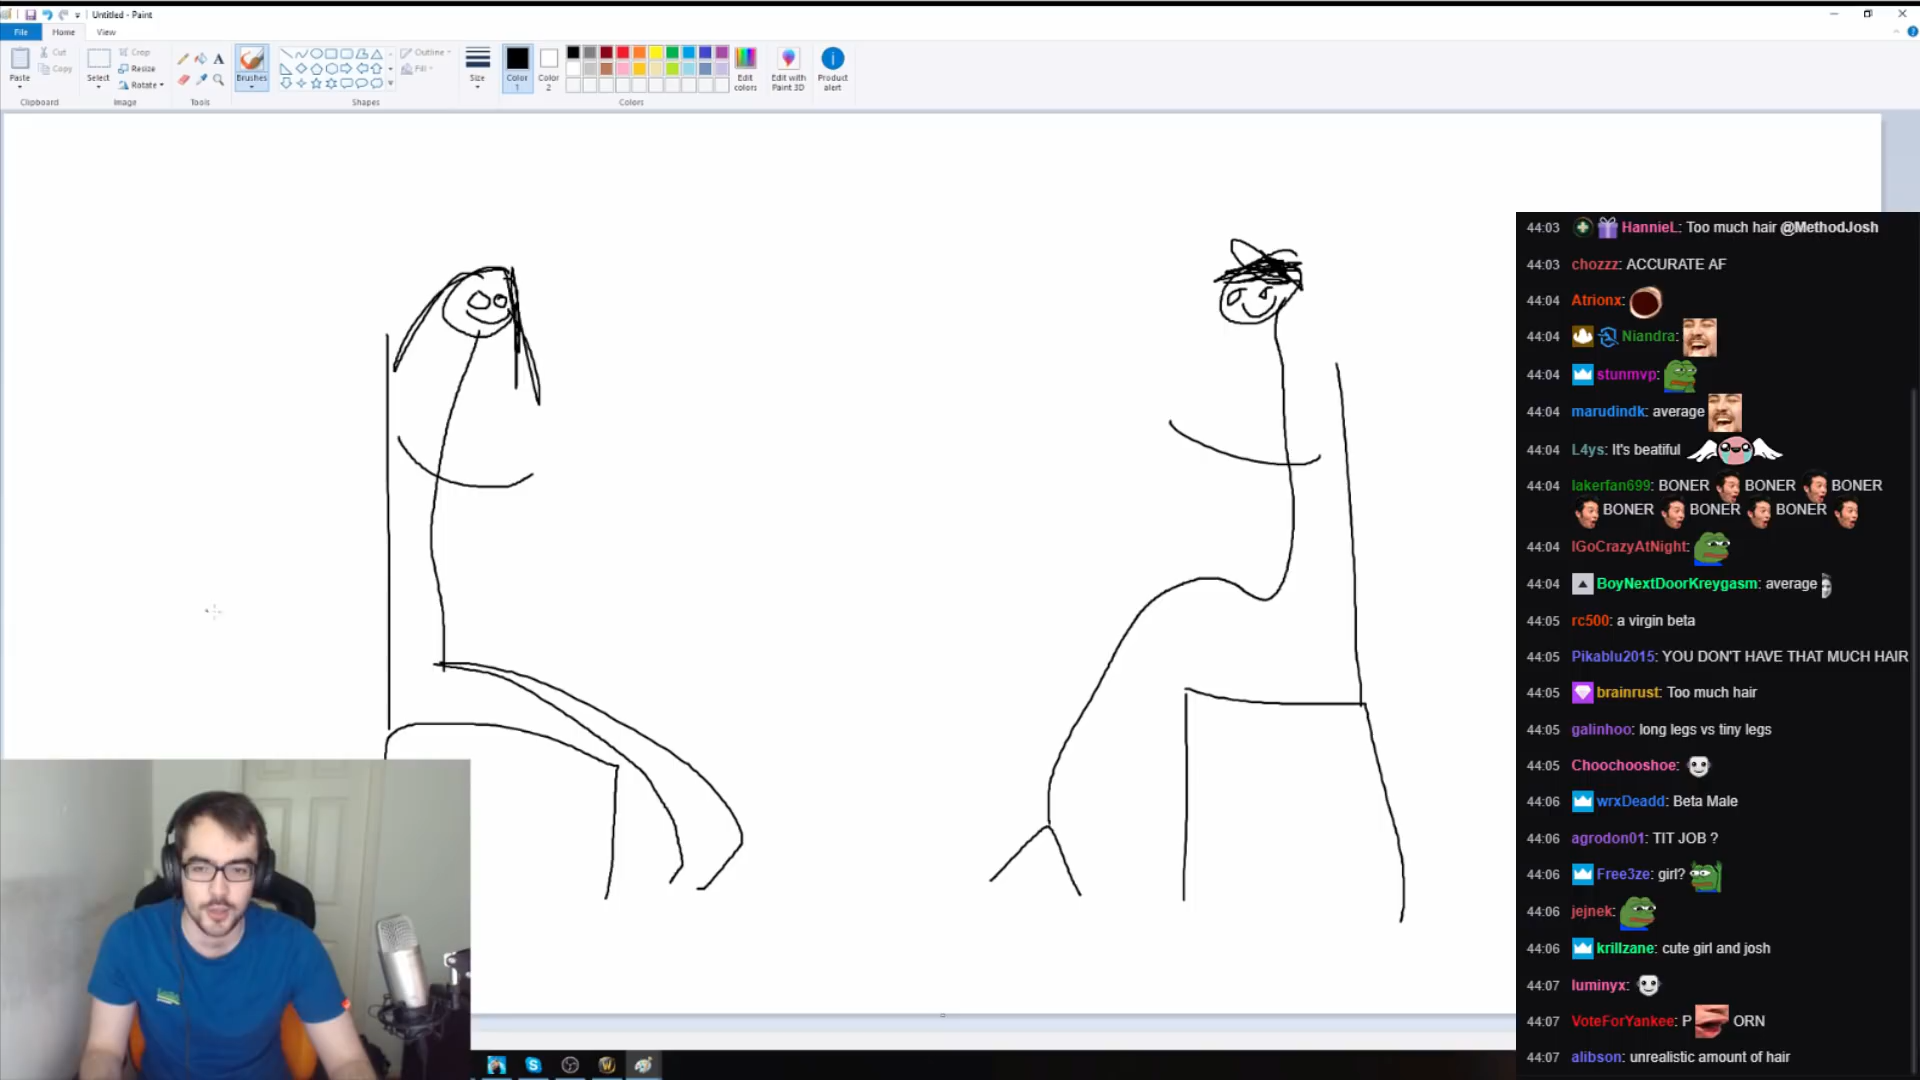 Untitled - Paint
File Home View
Paste
Cut
Copy
Clipboard
Select
Crop
Resize
Rotate
Image
Tools
Brushes
Shapes
Outline
Fill
Size
Color 1
Color 2
Colors
Edit colors
Edit with Paint 3D
Product alert
44:03 HannieL: Too much hair @MethodJosh
44:03 chozzz: ACCURATE AF
44:04 Atrionx:
44:04 Niandra:
44:04 stunmvp:
44:04 marudindk: average
44:04 L4ys: It's beatiful
44:04 lakerfan699: BONER BONER BONER
BONER BONER BONER
44:04 IGoCrazyAtNight:
44:04 BoyNextDoorKreygasm: average
44:05 rc500: a virgin beta
44:05 Pikablu2015: YOU DON'T HAVE THAT MUCH HAIR
44:05 brainrust: Too much hair
44:05 galinhoo: long legs vs tiny legs
44:05 Choochooshoe:
44:06 wrxDeadd: Beta Male
44:06 agrodon01: TIT JOB ?
44:06 Free3ze: girl?
44:06 jejnek:
44:06 krillzane: cute girl and josh
44:07 luminyx:
44:07 VoteForYankee: P ORN
44:07 alibson: unrealistic amount of hair